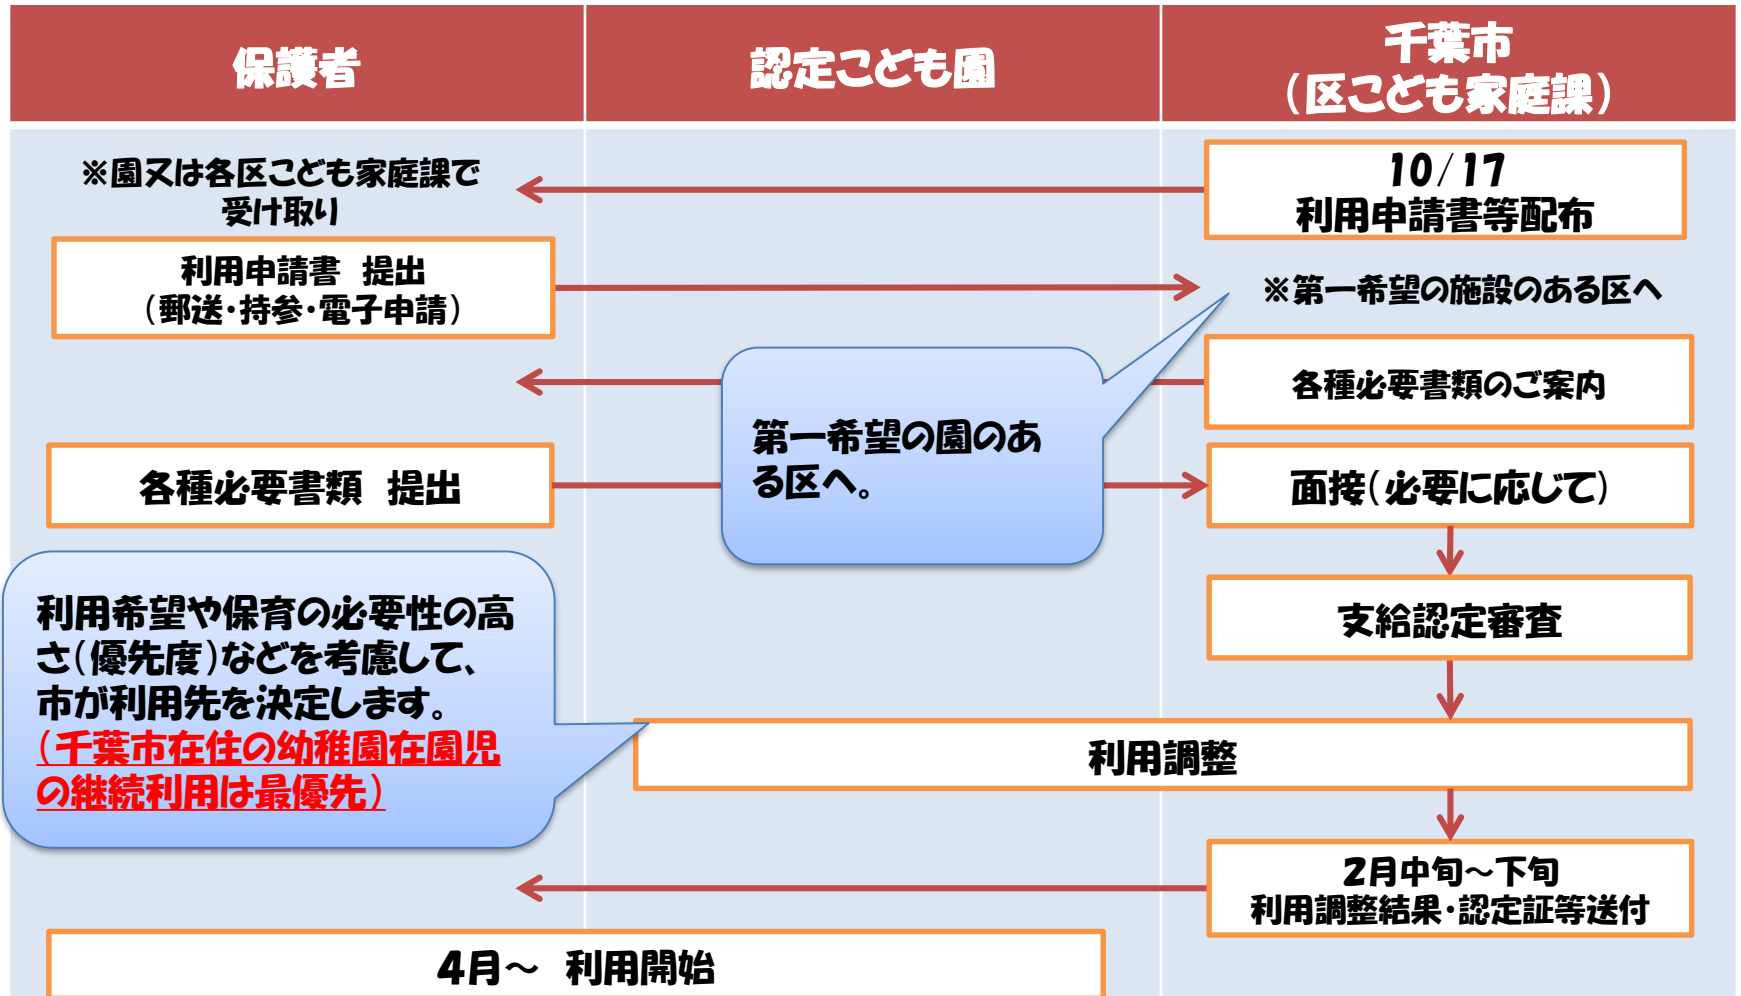 保護者
認定こども園
千葉市
（区こども家庭課）
※園又は各区こども家庭課で
受け取り
10/17
利用申請書等配布
利用申請書　提出
（郵送・持参・電子申請）
※第一希望の施設のある区へ
各種必要書類のご案内
第一希望の園のあ
る区へ。
各種必要書類　提出
面接（必要に応じて）
支給認定審査
利用希望や保育の必要性の高
さ（優先度）などを考慮して、
市が利用先を決定します。
（千葉市在住の幼稚園在園児
の継続利用は最優先）
利用調整
2月中旬～下旬
利用調整結果・認定証等送付
4月～　利用開始